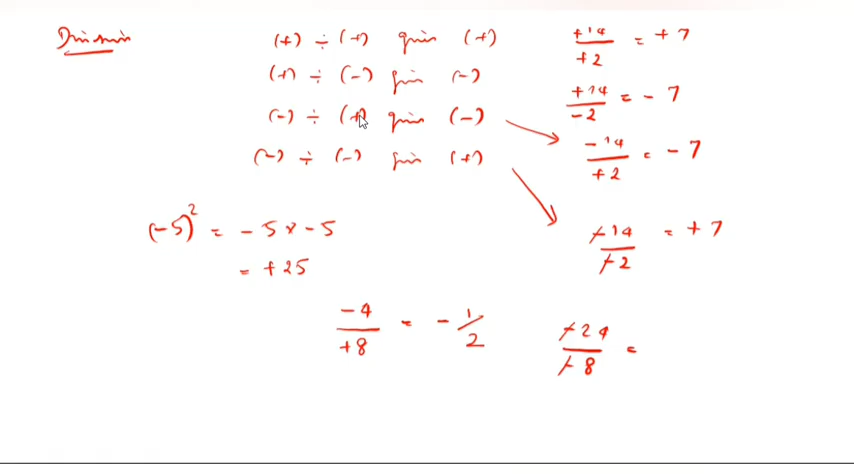 Division (+) ÷ (+) gives (+) +14/+2 = +7
(+) ÷ (-) gives (-) +14/-2 = -7
(-) ÷ (+) gives (-) -14/+2 = -7
(-) ÷ (-) gives (+) -14/-2 = +7
(-5)² = -5 × -5
= +25
-4/+8 = -1/2
-24/-8 =